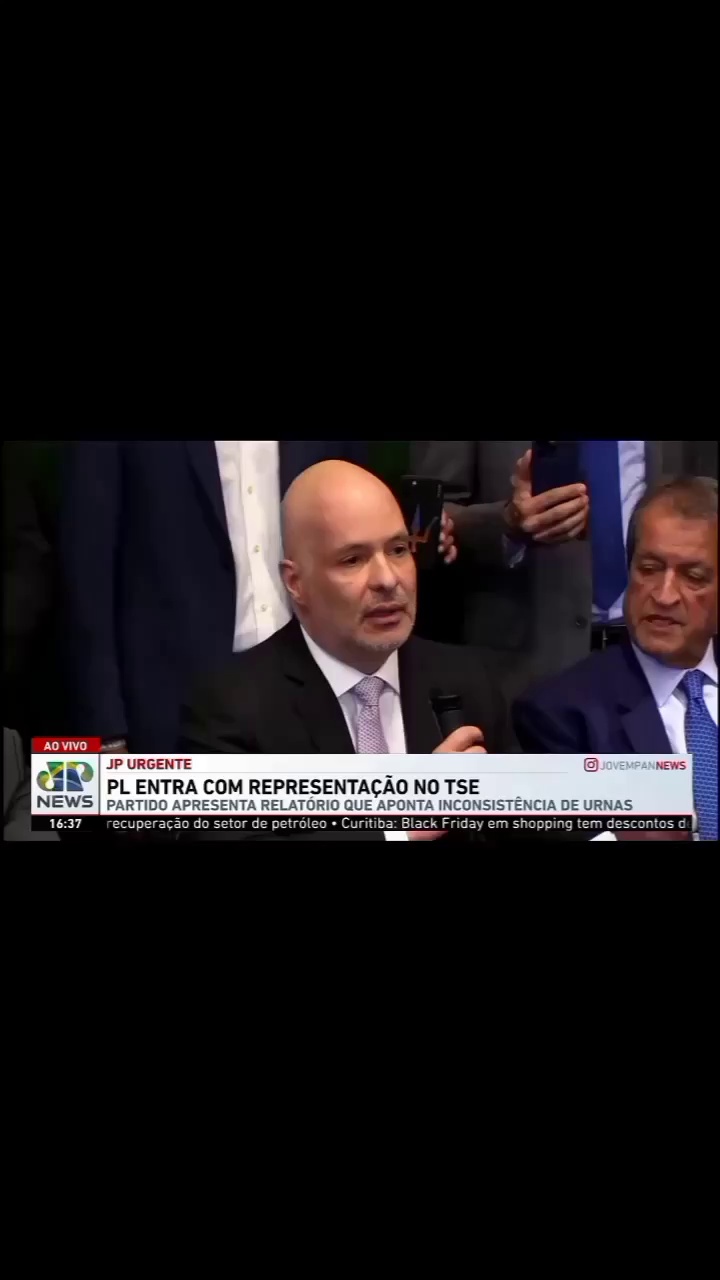 AO VIVO
JP URGENTE
JOVEMPANNEWS
PL ENTRA COM REPRESENTAÇÃO NO TSE
PARTIDO APRESENTA RELATÓRIO QUE APONTA INCONSISTÊNCIA DE URNAS
JP
NEWS
16:37
recuperação do setor de petróleo • Curitiba: Black Friday em shopping tem descontos d